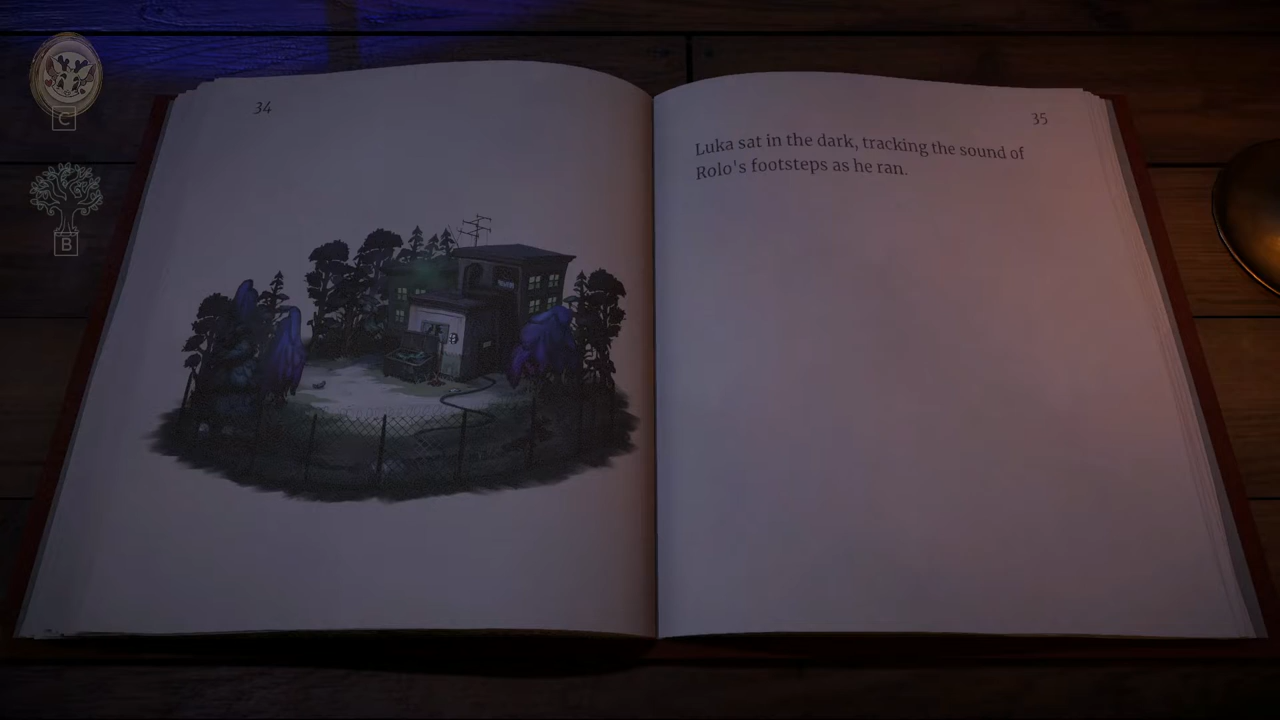 C
B
34
35
Luka sat in the dark, tracking the sound of
Rolo's footsteps as he ran.